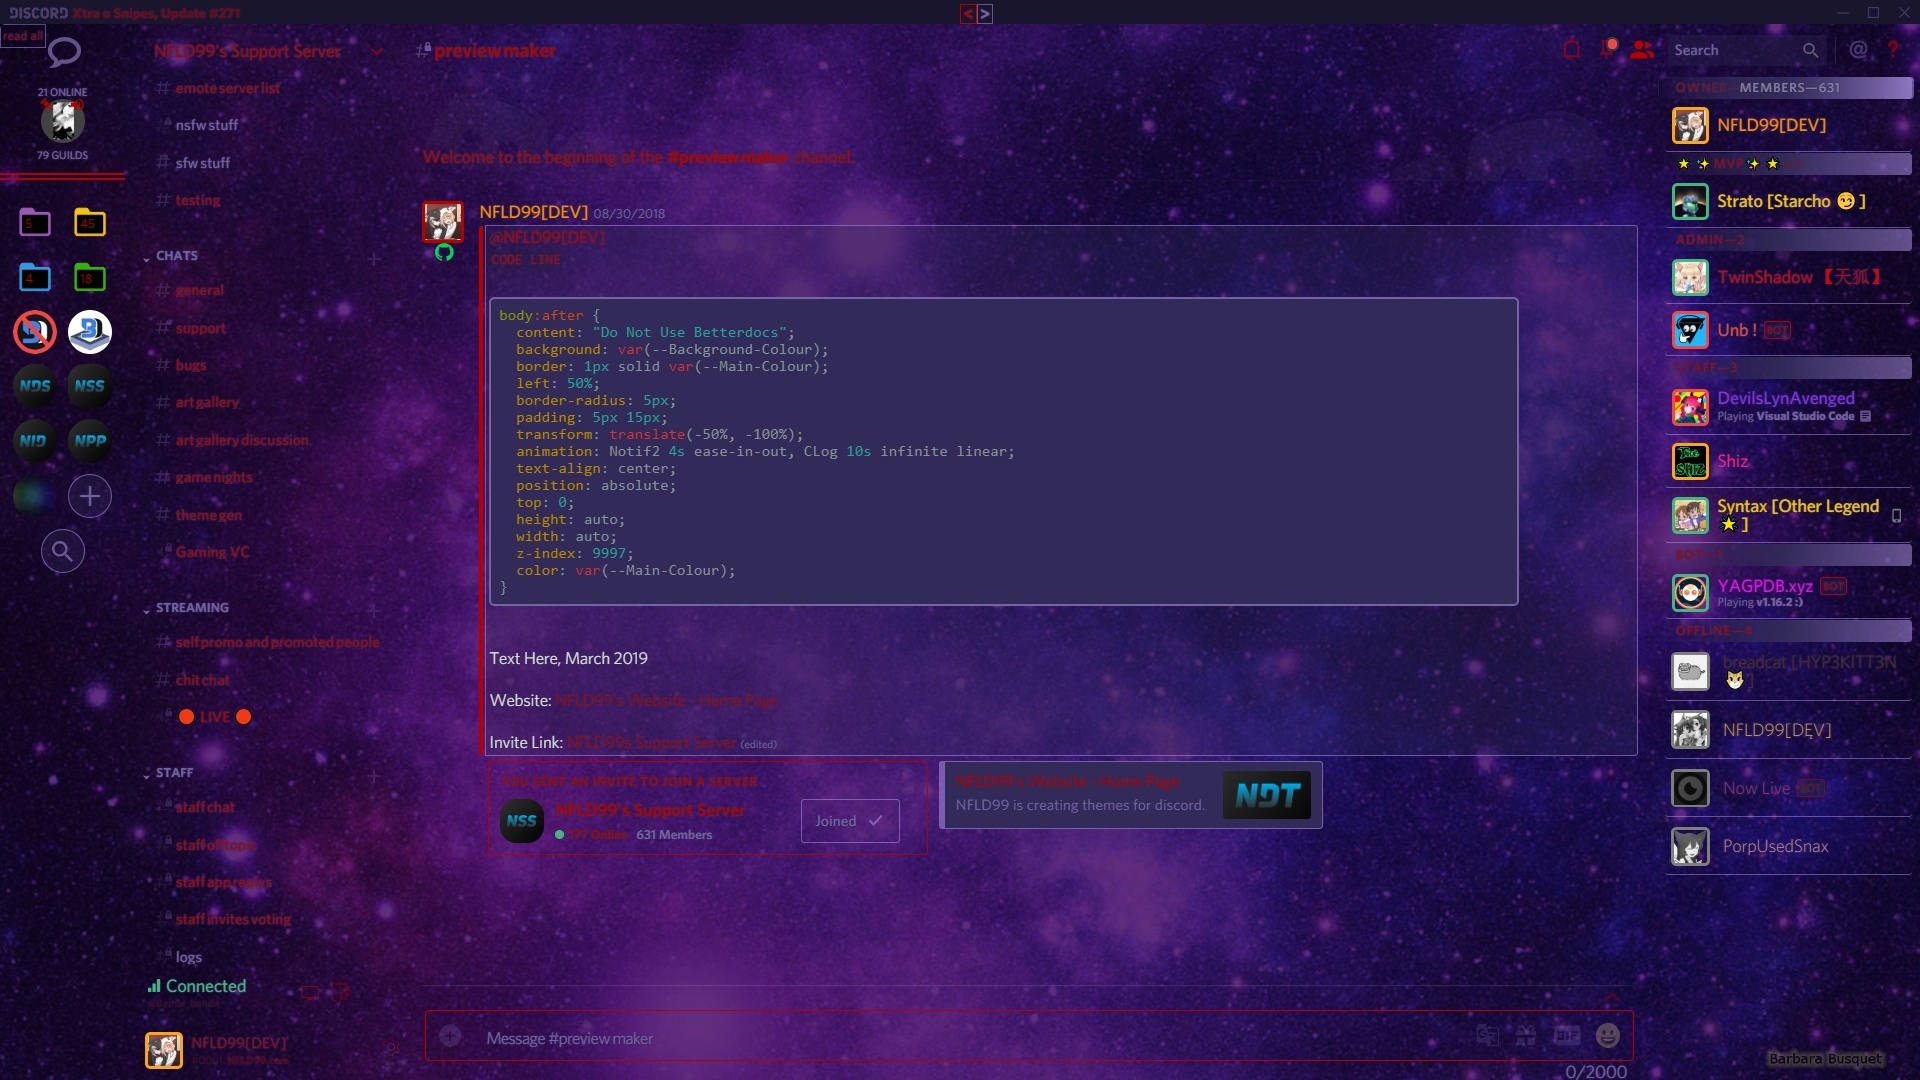 DISCORD Xtra o Snipes, Update #271
< >
read all
21 ONLINE
79 GUILDS
5
45
4
18
NDS
NSS
NID
NPP
NFLD99's Support Server
# emote server list
nsfw stuff
# sfw stuff
# testing
CHATS
# general
# support
# bugs
# art gallery
# art gallery discussion
# game nights
# theme gen
Gaming VC
STREAMING
# self promo and promoted people
# chit chat
🔴 LIVE 🔴
STAFF
staff chat
staff offtopic
staff app
staff invites voting
logs
Connected
NFLD99[DEV]
#preview maker
Search
@ ?
Welcome to the beginning of the #preview maker channel.
NFLD99[DEV] 08/30/2018
@NFLD99[DEV]
CODE LINE
body:after {
content: "Do Not Use Betterdocs";
background: var(--Background-Colour);
border: 1px solid var(--Main-Colour);
left: 50%;
border-radius: 5px;
padding: 5px 15px;
transform: translate(-50%, -100%);
animation: Notif2 4s ease-in-out, CLog 10s infinite linear;
text-align: center;
position: absolute;
top: 0;
height: auto;
width: auto;
z-index: 9997;
color: var(--Main-Colour);
}
Text Here, March 2019
Website: NFLD99's Website - Home Page
Invite Link: NFLD99s Support Server (edited)
YOU SENT AN INVITE TO JOIN A SERVER
NSS
NFLD99's Support Server
177 Online 631 Members
Joined
NFLD99's Website - Home Page
NFLD99 is creating themes for discord.
NDT
Message #preview maker
GIF
0/2000
OWNER MEMBERS—631
NFLD99[DEV]
⭐ ✨ MVP ✨ ⭐
Strato [Starcho 😏 ]
ADMIN—2
TwinShadow 【天狐】
Unb ! BOT
STAFF—3
DevilsLynAvenged
Playing Visual Studio Code
The SHIZ
Shiz
Syntax [Other Legend
⭐ ]
BOT—1
YAGPDB.xyz BOT
Playing v1.16.2 :)
OFFLINE—4
breadcat [HYP3KITT3N
🐱 ]
NFLD99[DEV]
Now Live BOT
PorpUsedSnax
Barbara Busquet